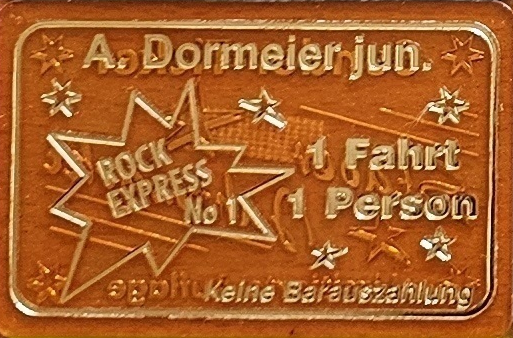 A. Dormeier jun.
ROCK
EXPRESS
No 1
1 Fahrt
1 Person
Keine Barauszahlung